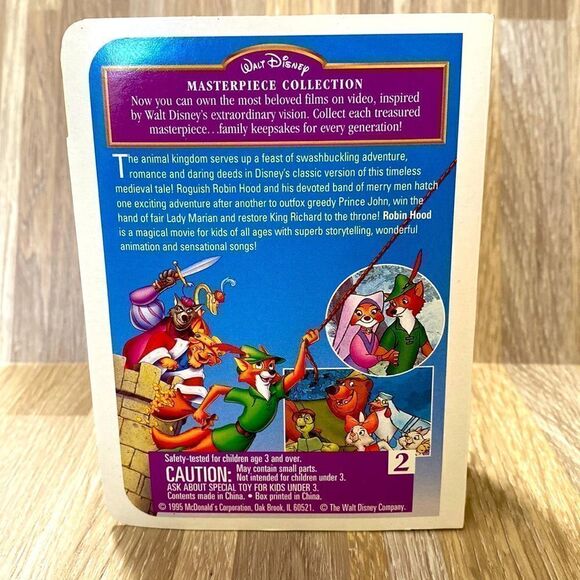 Walt Disney
MASTERPIECE COLLECTION
Now you can own the most beloved films on video, inspired
by Walt Disney's extraordinary vision. Collect each treasured
masterpiece...family keepsakes for every generation!
The animal kingdom serves up a feast of swashbuckling adventure,
romance and daring deeds in Disney's classic version of this timeless
medieval tale! Roguish Robin Hood and his devoted band of merry men hatch
one exciting adventure after another to outfox greedy Prince John, win the
hand of fair Lady Marian and restore King Richard to the throne! Robin Hood
is a magical movie for kids of all ages with superb storytelling, wonderful
animation and sensational songs!
Safety-tested for children age 3 and over.
CAUTION: May contain small parts.
Not intended for children under 3.
ASK ABOUT SPECIAL TOY FOR KIDS UNDER 3.
Contents made in China. • Box printed in China.
© 1995 McDonald's Corporation, Oak Brook, IL 60521. © The Walt Disney Company.
2